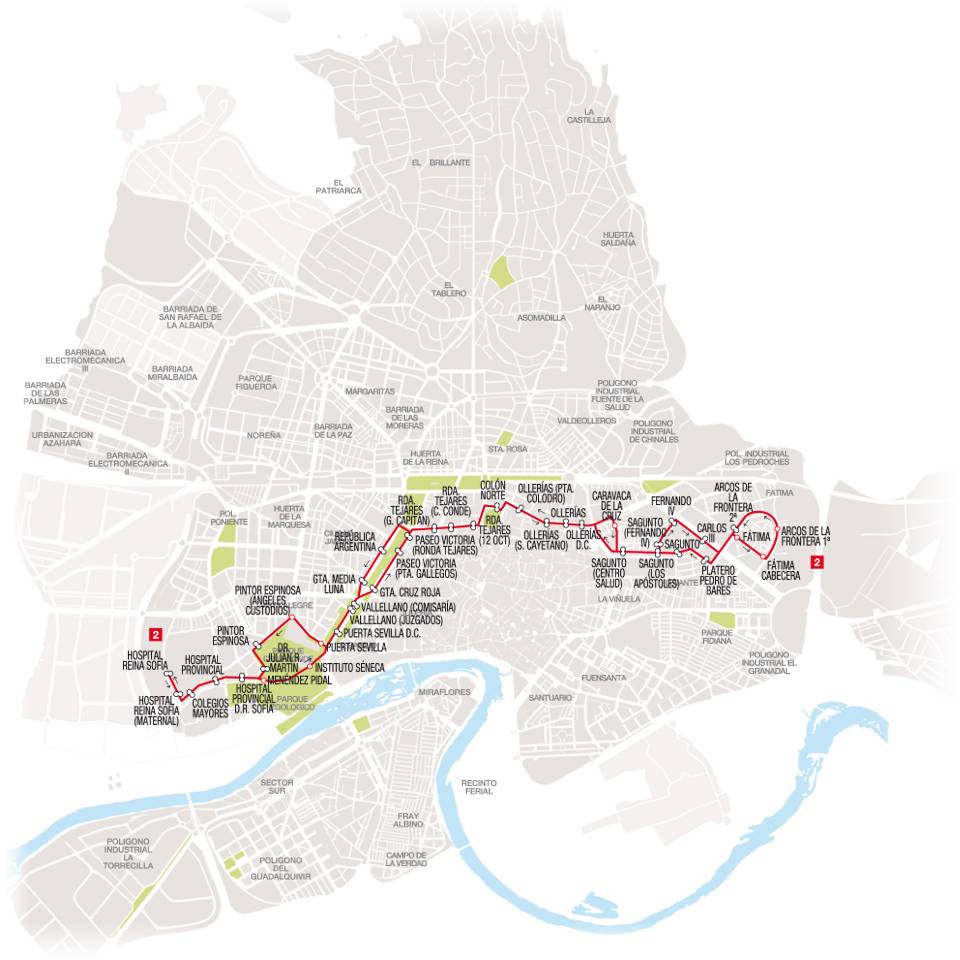 LA
CASTILLEJA
EL BRILLANTE
EL
PATRIARCA
HUERTA
SALDAÑA
EL
TABLERO
EL
NARANJO
ASOMADILLA
BARRIADA DE
SAN RAFAEL DE
LA ALBAIDA
BARRIADA
ELECTROMECANICA
III
BARRIADA
MIRALBAIDA
PARQUE
FIGUEROA
MARGARITAS
BARRIADA
DE LAS
PALMERAS
BARRIADA
DE LAS
MORERAS
POLIGONO
INDUSTRIAL
FUENTE DE LA
SALUD
VALDEOLLEROS
POLIGONO
INDUSTRIAL
DE CHINALES
URBANIZACION
AZAHARA
NOREÑA
BARRIADA
DE LA PAZ
STA. ROSA
BARRIADA
ELECTROMECANICA
II
HUERTA
DE LA REINA
POL. INDUSTRIAL
LOS PEDROCHES
FATIMA
POL.
PONIENTE
HUERTA
DE LA
MARQUESA
RDA.
TEJARES
(G. CAPITAN)
RDA.
TEJARES
(C. CONDE)
COLÓN
NORTE
OLLERÍAS (PTA.
COLODRO)
CARAVACA
DE LA
CRUZ
FERNANDO
IV
ARCOS DE
LA
FRONTERA
2ª
REPÚBLICA
ARGENTINA
PASEO VICTORIA
(RONDA TEJARES)
RDA.
TEJARES
(12 OCT)
OLLERÍAS
OLLERÍAS
(S. CAYETANO)
OLLERÍAS
D.C.
SAGUNTO
(FERNANDO
IV)
SAGUNTO
CARLOS
III
FÁTIMA
ARCOS DE LA
FRONTERA 1ª
PASEO VICTORIA
(PTA. GALLEGOS)
SAGUNTO
(CENTRO
SALUD)
SAGUNTO
(LOS
APÓSTOLES)
PLATERO
PEDRO DE
BARES
FÁTIMA
CABECERA
2
GTA. MEDIA
LUNA
GTA. CRUZ ROJA
PINTOR ESPINOSA
(ÁNGELES
CUSTODIOS)
VALLELLANO (COMISARÍA)
VALLELLANO (JUZGADOS)
LA VIÑUELA
PUERTA SEVILLA D.C.
PUERTA SEVILLA
PARQUE
FIDIANA
2
PINTOR
ESPINOSA
DR.
JULIÁN R.
MARTIN
INSTITUTO SÉNECA
HOSPITAL
REINA SOFÍA
HOSPITAL
PROVINCIAL
MENÉNDEZ PIDAL
POLIGONO
INDUSTRIAL EL
GRANADAL
FUENSANTA
HOSPITAL
REINA SOFÍA
(MATERNAL)
COLEGIOS
MAYORES
HOSPITAL
PROVINCIAL
D.R. SOFÍA
PARQUE
ZOOLOGICO
MIRAFLORES
SANTUARIO
SECTOR
SUR
RECINTO
FERIAL
FRAY
ALBINO
POLIGONO
INDUSTRIAL
LA
TORRECILLA
POLIGONO
DEL
GUADALQUIVIR
CAMPO DE
LA VERDAD